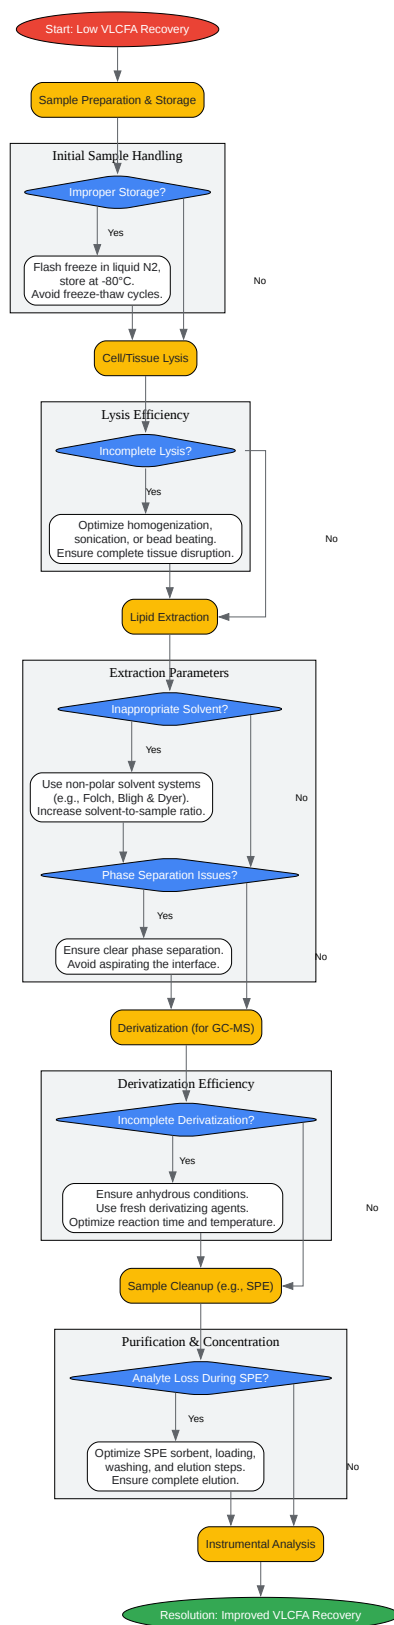 Start: Low VLCFA Recovery
Sample Preparation & Storage
Initial Sample Handling
Improper Storage?
Yes
Flash freeze in liquid N2,
store at -80°C.
Avoid freeze-thaw cycles.
No
Cell/Tissue Lysis
Lysis Efficiency
Incomplete Lysis?
Yes
Optimize homogenization,
sonication, or bead beating.
Ensure complete tissue disruption.
No
Lipid Extraction
Extraction Parameters
Inappropriate Solvent?
Yes
Use non-polar solvent systems
(e.g., Folch, Bligh & Dyer).
Increase solvent-to-sample ratio.
No
Phase Separation Issues?
Yes
Ensure clear phase separation.
Avoid aspirating the interface.
No
Derivatization (for GC-MS)
Derivatization Efficiency
Incomplete Derivatization?
Yes
Ensure anhydrous conditions.
Use fresh derivatizing agents.
Optimize reaction time and temperature.
No
Sample Cleanup (e.g., SPE)
Purification & Concentration
Analyte Loss During SPE?
Yes
Optimize SPE sorbent, loading,
washing, and elution steps.
Ensure complete elution.
No
Instrumental Analysis
Resolution: Improved VLCFA Recovery